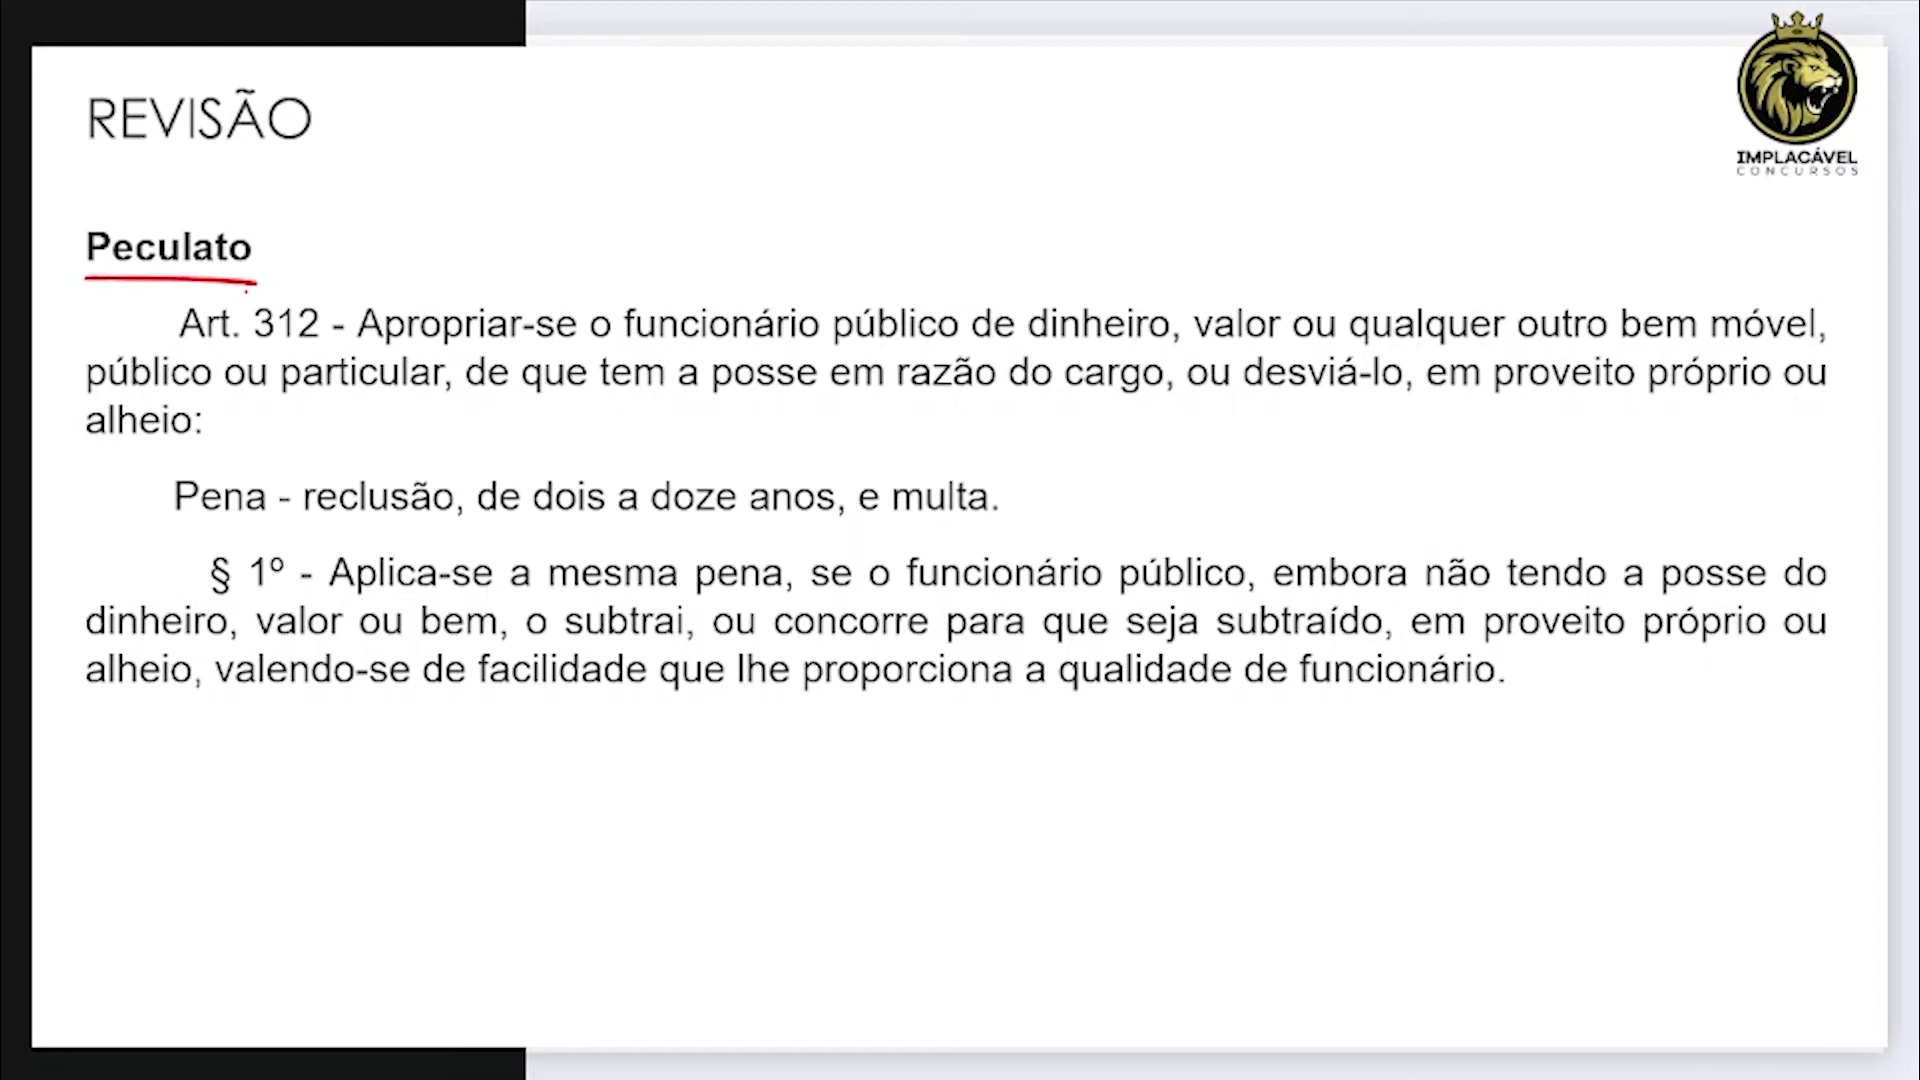 REVISÃO
IMPLACÁVEL
CONCURSOS
Peculato
Art. 312 - Apropriar-se o funcionário público de dinheiro, valor ou qualquer outro bem móvel,
público ou particular, de que tem a posse em razão do cargo, ou desviá-lo, em proveito próprio ou
alheio:
Pena - reclusão, de dois a doze anos, e multa.
§ 1º - Aplica-se a mesma pena, se o funcionário público, embora não tendo a posse do
dinheiro, valor ou bem, o subtrai, ou concorre para que seja subtraído, em proveito próprio ou
alheio, valendo-se de facilidade que lhe proporciona a qualidade de funcionário.